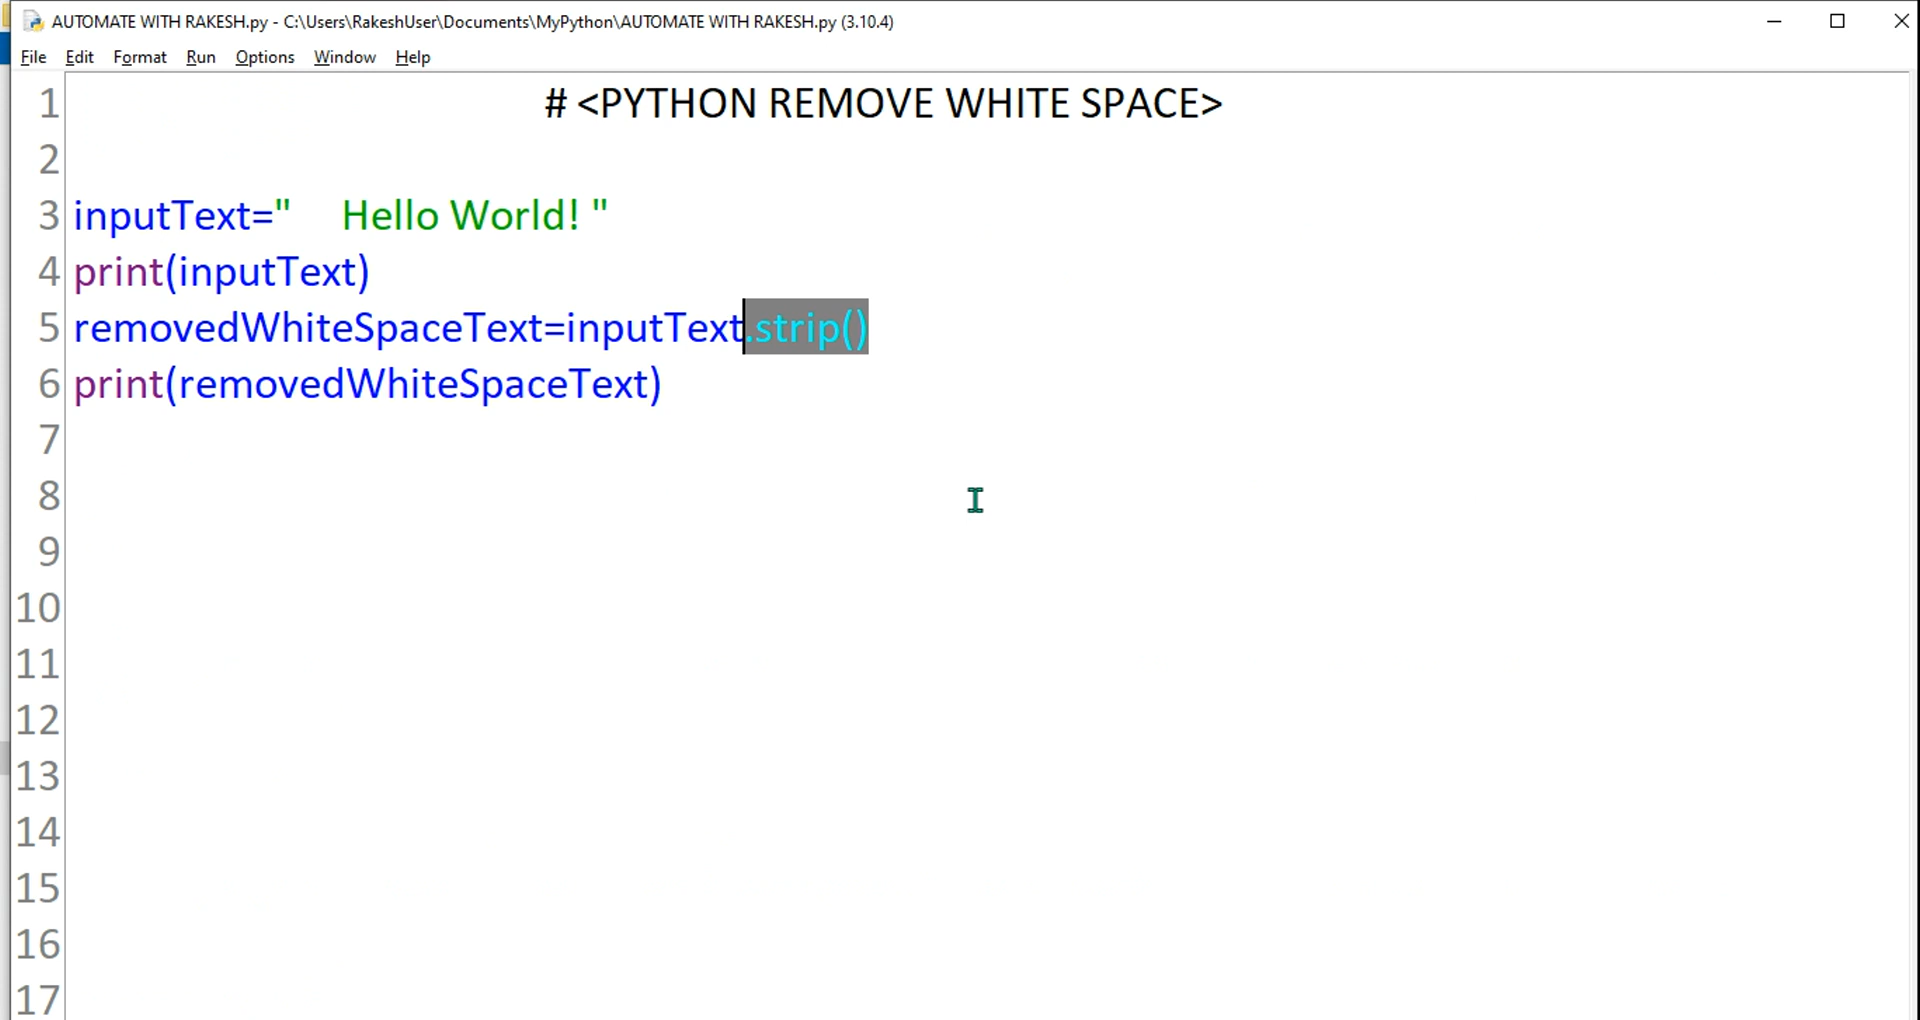 AUTOMATE WITH RAKESH.py - C:\Users\RakeshUser\Documents\MyPython\AUTOMATE WITH RAKESH.py (3.10.4)
File Edit Format Run Options Window Help
1 # <PYTHON REMOVE WHITE SPACE>
2
3 inputText="     Hello World! "
4 print(inputText)
5 removedWhiteSpaceText=inputText.strip()
6 print(removedWhiteSpaceText)
7
8
9
10
11
12
13
14
15
16
17